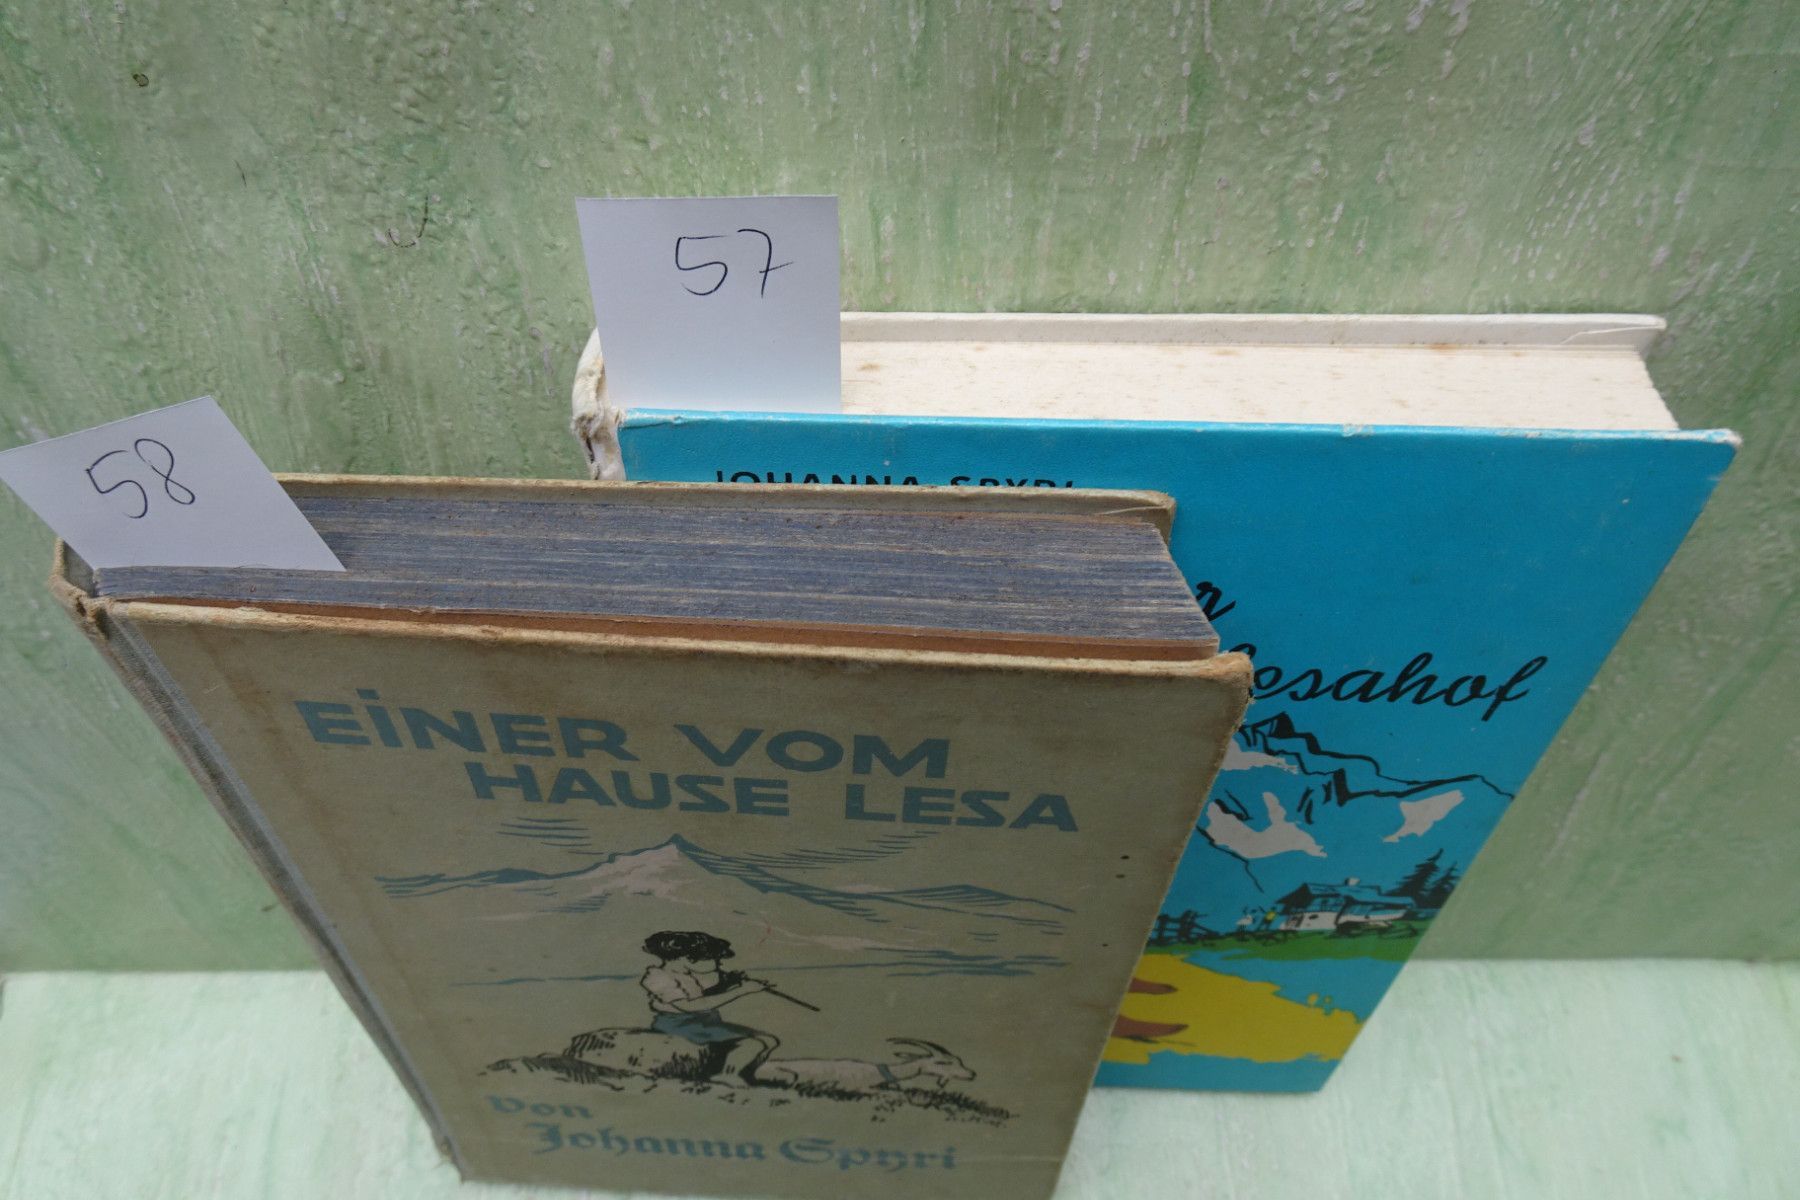 57
58
JOHANNA SPYRI
esahof
EINER VOM
HAUSE LESA
von
Johanna Spyri